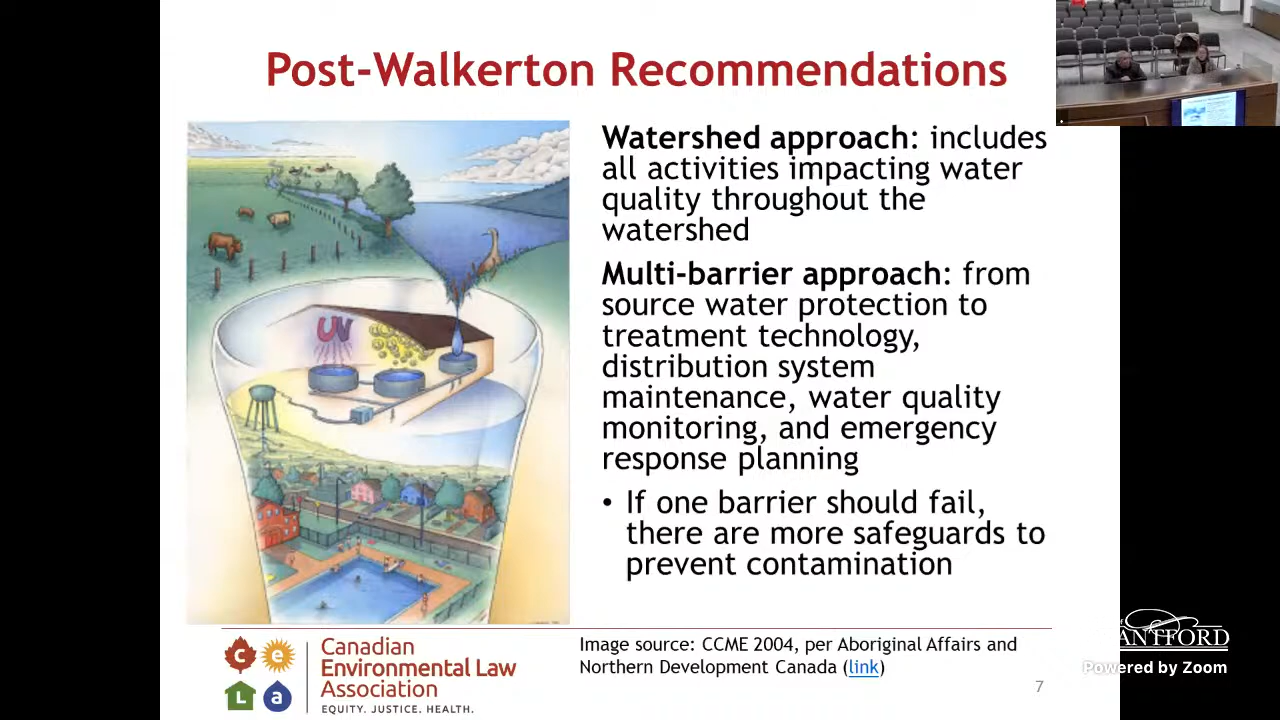 Post-Walkerton Recommendations
Watershed approach: includes
all activities impacting water
quality throughout the
watershed
Multi-barrier approach: from
source water protection to
treatment technology,
distribution system
maintenance, water quality
monitoring, and emergency
response planning
• If one barrier should fail,
there are more safeguards to
prevent contamination
UV
c e L a
Canadian
Environmental Law
Association
EQUITY. JUSTICE. HEALTH.
Image source: CCME 2004, per Aboriginal Affairs and
Northern Development Canada (link)
7
ANTFORD
Powered by Zoom